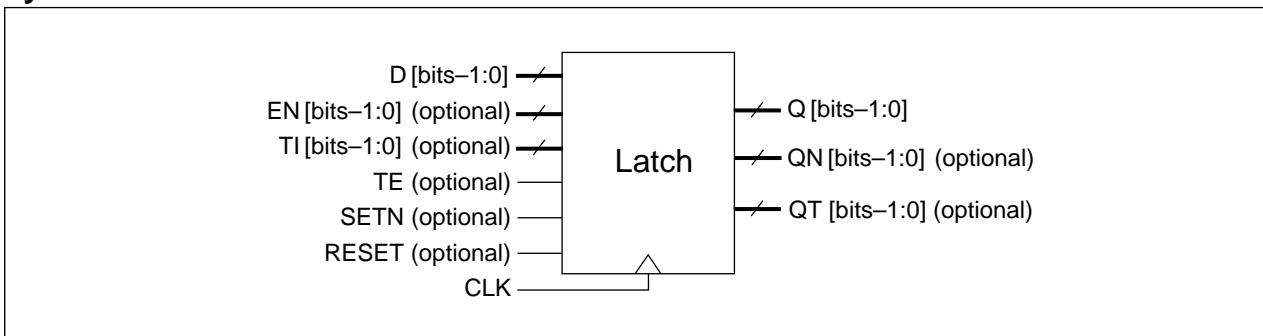 D [bits–1:0]
EN [bits–1:0] (optional)
TI [bits–1:0] (optional)
TE (optional)
SETN (optional)
RESET (optional)
CLK
Latch
Q [bits–1:0]
QN [bits–1:0] (optional)
QT [bits–1:0] (optional)